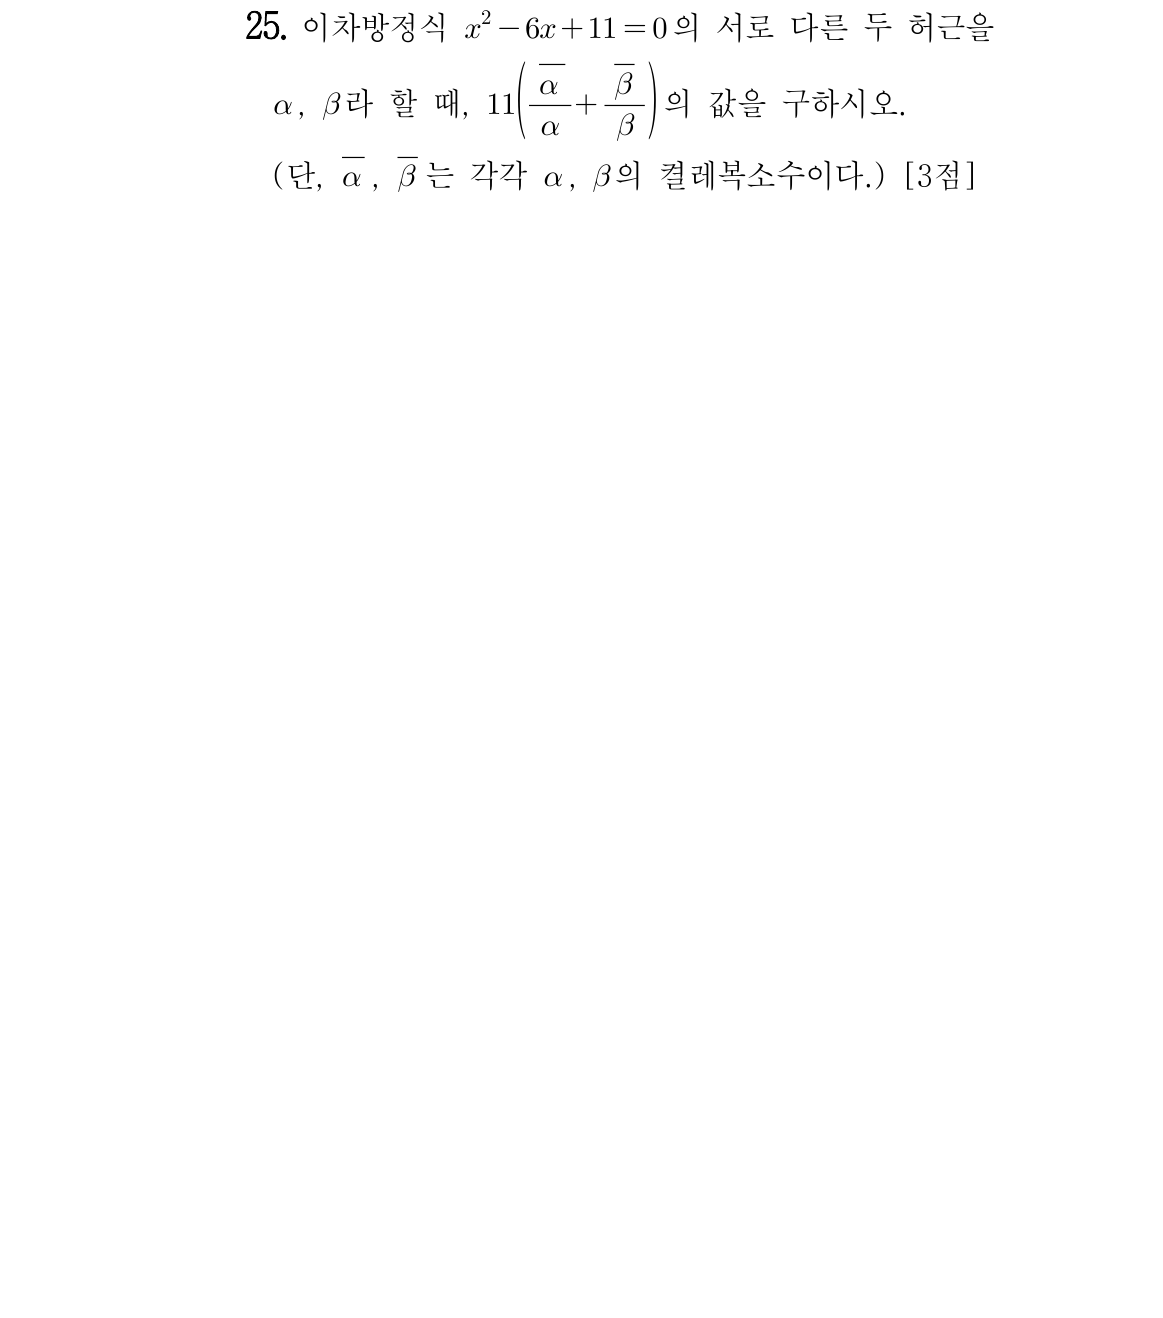 25. 이차방정식 $x^2-6x+11=0$의 서로 다른 두 허근을
$\alpha$, $\beta$라 할 때, $11\left(\frac{\overline{\alpha}}{\alpha}+\frac{\overline{\beta}}{\beta}\right)$의 값을 구하시오.
(단, $\overline{\alpha}$, $\overline{\beta}$는 각각 $\alpha$, $\beta$의 켤레복소수이다.) [3점]